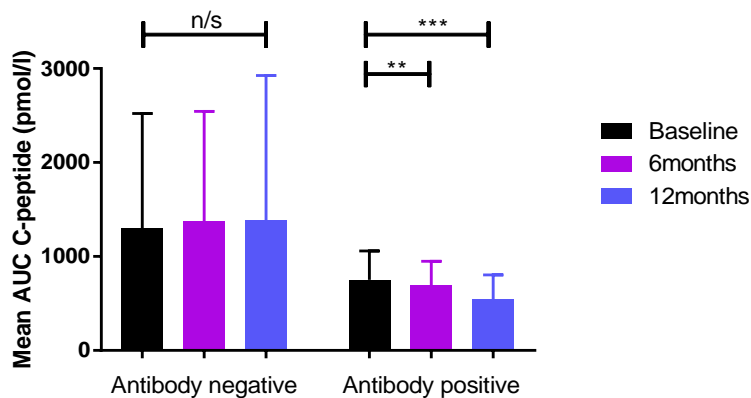 n/s
***
**
Mean AUC C-peptide (pmol/l)
3000
2000
1000
0
Antibody negative
Antibody positive
Baseline
6months
12months